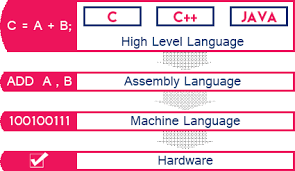 C = A + B;
C C++ JAVA
High Level Language
ADD A , B
Assembly Language
100100111
Machine Language
Hardware